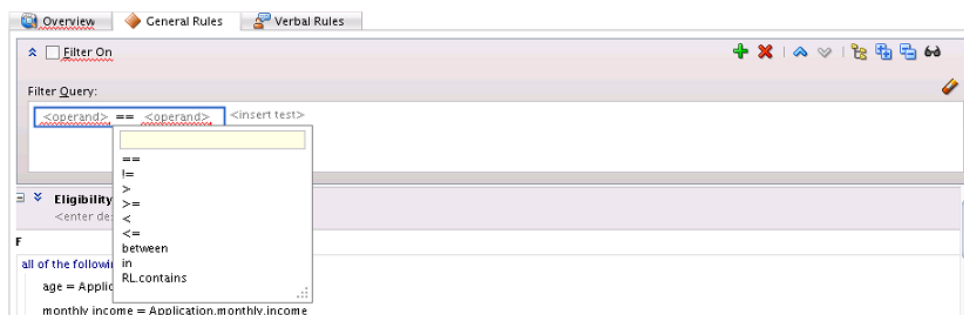 Overview General Rules Verbal Rules
Filter On
Filter Query:
<operand> == <operand> <insert test>
==
!=
>
>=
<
<=
between
in
RL.contains
Eligibility
<enter de
F
all of the followi
age = Applic
monthly income = Application.monthly.income